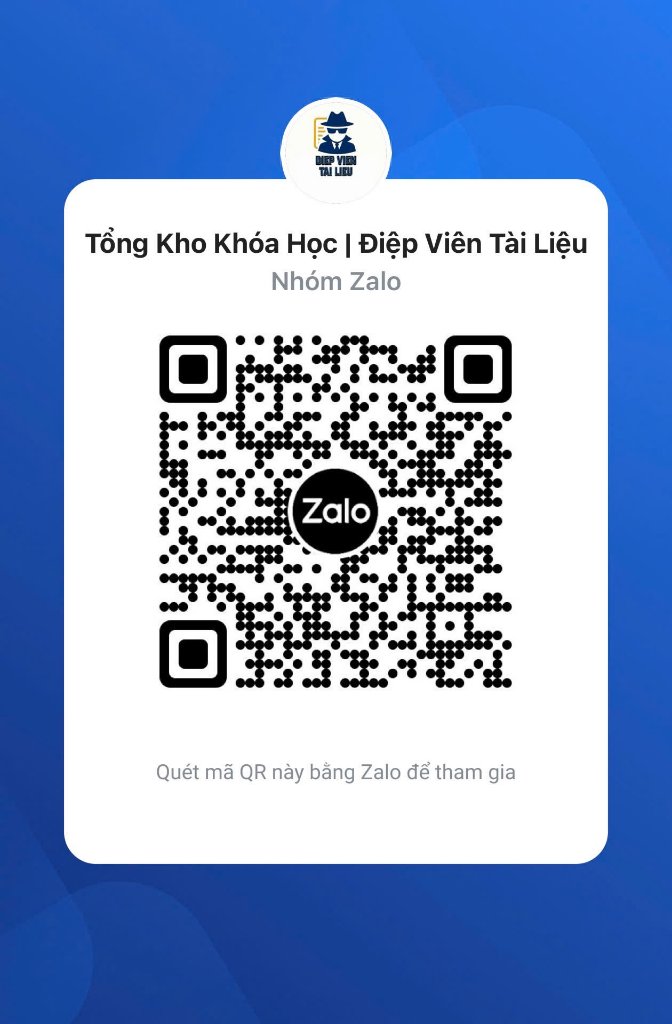 ĐIỆP VIÊN
TÀI LIỆU
Tổng Kho Khóa Học | Điệp Viên Tài Liệu
Nhóm Zalo
Zalo
Quét mã QR này bằng Zalo để tham gia